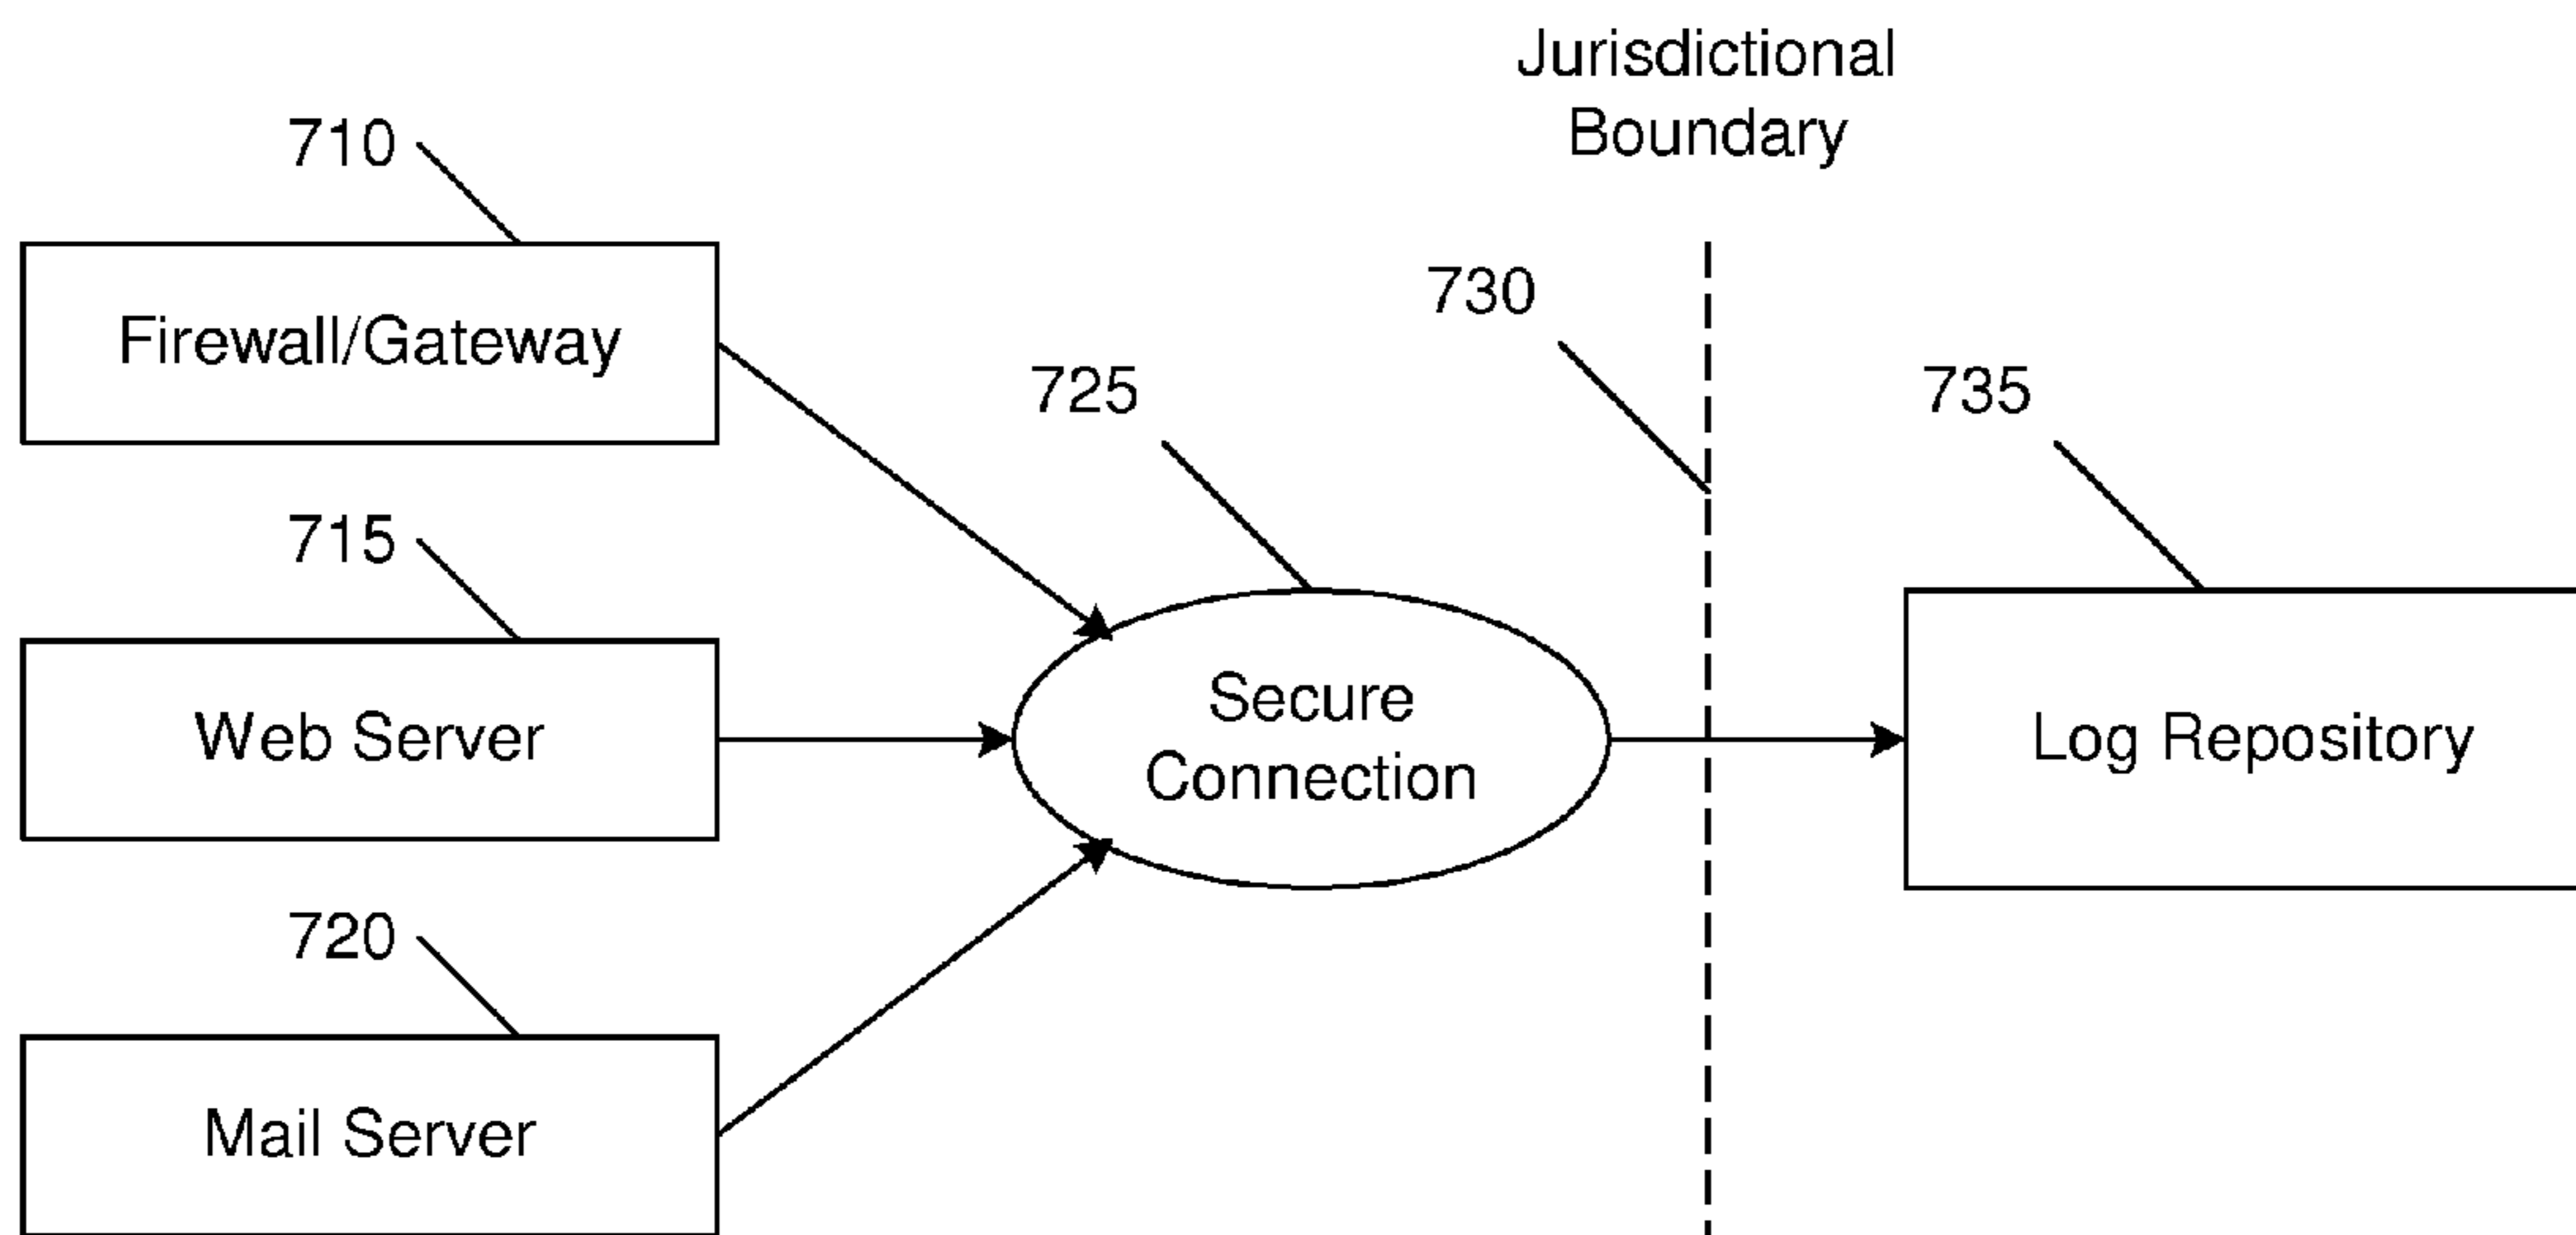 Jurisdictional
Boundary
710
Firewall/Gateway
730
725
735
715
Web Server
Secure
Connection
Log Repository
720
Mail Server